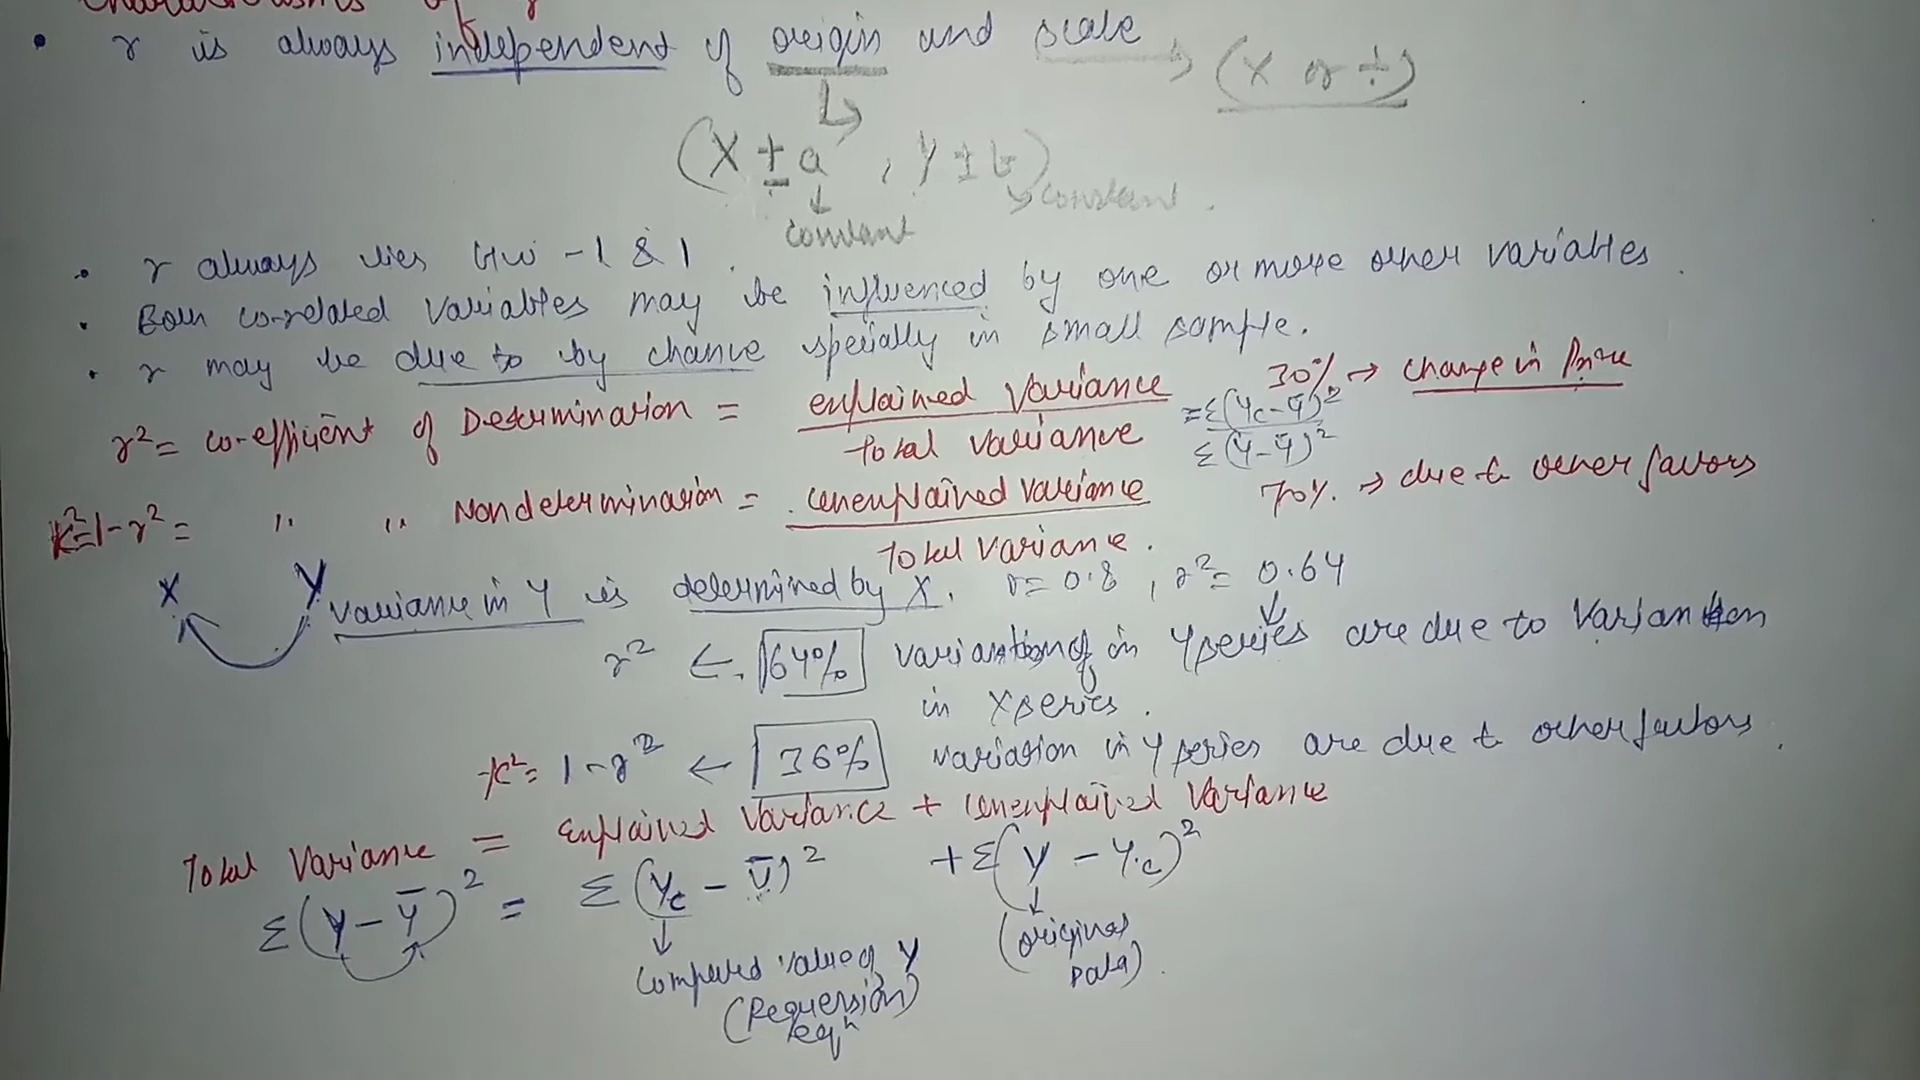 • r is always independent of origin and scale → (X or ÷)
(X ± a , Y ± b)
constant
constant.
• r always lies b/w -1 & 1.
• Both co-related variables may be influenced by one or more other variables.
• r may be due to by chance specially in small sample.
r² = co-efficient of Determination = explained variance / Total variance = Σ(Yc - Ȳ)² / Σ(Y - Ȳ)²
30% → change in Price
K² = 1 - r² = " " Nondetermination = unexplained variance / Total variance.
70% → due to other factors
X Y
Variance in Y is determined by X. r = 0.8, r² = 0.64
r² ← 64% variation in Y series are due to variation
in X series.
K² = 1 - r² ← 36% variation in Y series are due to other factors.
Total Variance = Explained Variance + Unexplained Variance
Σ(Y - Ȳ)² = Σ(Yc - Ȳ)² + Σ(Y - Yc)²
value of Y
(original
Data).
(Regression
eqⁿ